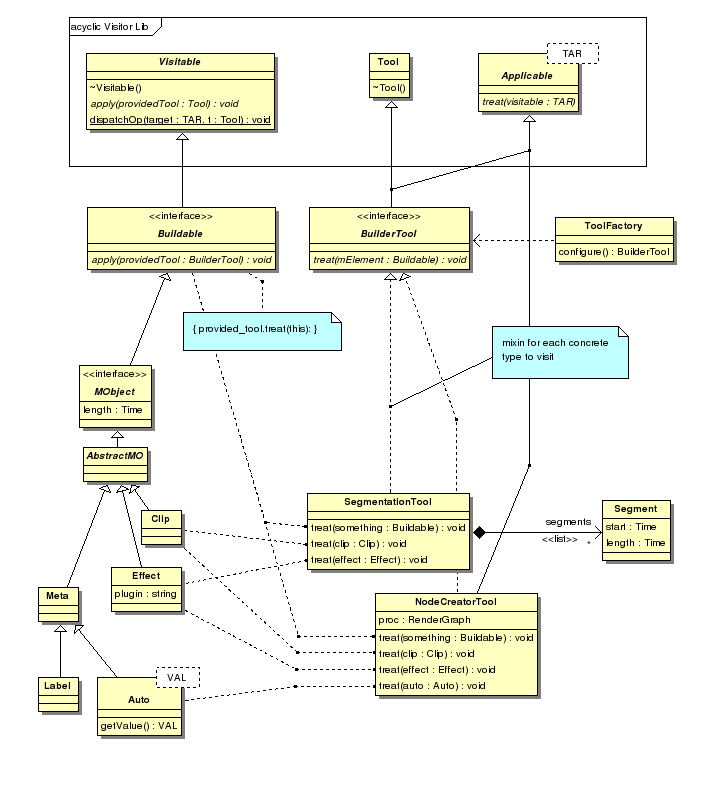 acyclic Visitor Lib
Visitable
~Visitable()
apply(providedTool : Tool) : void
dispatchOp(target : TAR, t : Tool) : void
Tool
~Tool()
TAR
Applicable
treat(visitable : TAR)
<<interface>>
Buildable
apply(providedTool : BuilderTool) : void
<<interface>>
BuilderTool
treat(mElement : Buildable) : void
ToolFactory
configure() : BuilderTool
{ provided_tool.treat(this); }
mixin for each concrete
type to visit
<<interface>>
MObject
length : Time
AbstractMO
Clip
Effect
plugin : string
Meta
Label
VAL
Auto
getValue() : VAL
SegmentationTool
treat(something : Buildable) : void
treat(clip : Clip) : void
treat(effect : Effect) : void
segments
<<list>>
*
Segment
start : Time
length : Time
NodeCreatorTool
proc : RenderGraph
treat(something : Buildable) : void
treat(clip : Clip) : void
treat(effect : Effect) : void
treat(auto : Auto) : void